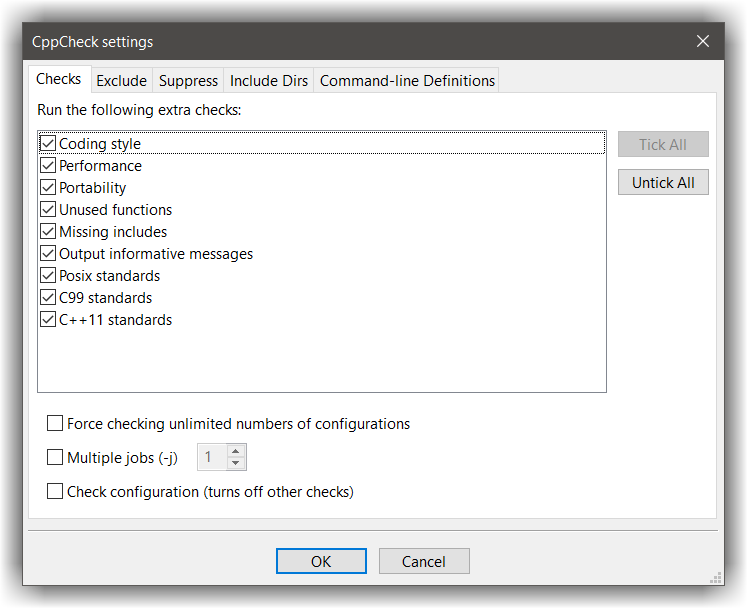 CppCheck settings
Checks Exclude Suppress Include Dirs Command-line Definitions
Run the following extra checks:
Coding style
Tick All
Performance
Portability
Untick All
Unused functions
Missing includes
Output informative messages
Posix standards
C99 standards
C++11 standards
Force checking unlimited numbers of configurations
Multiple jobs (-j) 1
Check configuration (turns off other checks)
OK Cancel